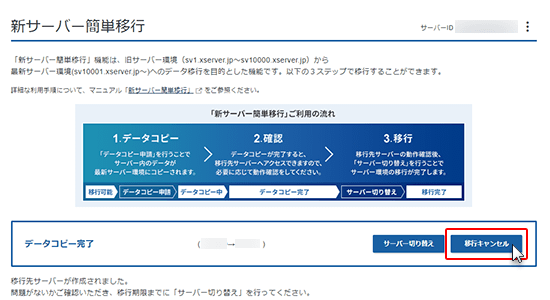 新サーバー簡単移行
サーバーID
「新サーバー簡単移行」機能は、旧サーバー環境（sv1.xserver.jp～sv10000.xserver.jp）から
最新サーバー環境(sv10001.xserver.jp～)へのデータ移行を目的とした機能です。以下の３ステップで移行することができます。
詳細な利用手順について、マニュアル「新サーバー簡単移行」をご参照ください。
「新サーバー簡単移行」ご利用の流れ
1.データコピー
「データコピー申請」を行うことで
サーバー内のデータが
最新サーバー環境にコピーされます。
2.確認
データコピーが完了すると、
移行先サーバーへアクセスできますので、
必要に応じて動作確認をしてください。
3.移行
移行先サーバーの動作確認後、
「サーバー切り替え」を行うことで
サーバー環境の移行が完了します。
移行可能
データコピー申請
データコピー中
データコピー完了
サーバー切り替え
移行完了
データコピー完了
( → )
サーバー切り替え
移行キャンセル
移行先サーバーが作成されました。
問題がないかご確認いただき、移行期限までに「サーバー切り替え」を行ってください。